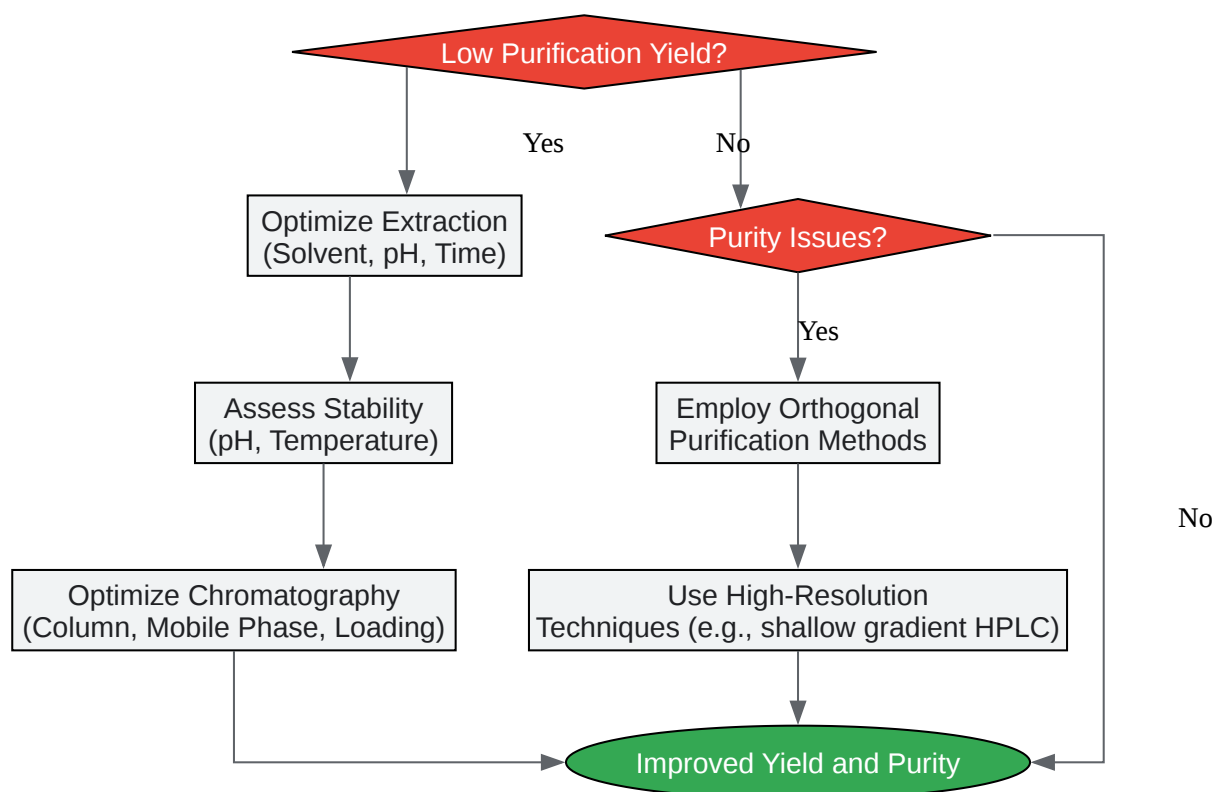 Low Purification Yield?
Yes
No
Optimize Extraction
(Solvent, pH, Time)
Purity Issues?
Yes
Assess Stability
(pH, Temperature)
Employ Orthogonal
Purification Methods
No
Optimize Chromatography
(Column, Mobile Phase, Loading)
Use High-Resolution
Techniques (e.g., shallow gradient HPLC)
Improved Yield and Purity